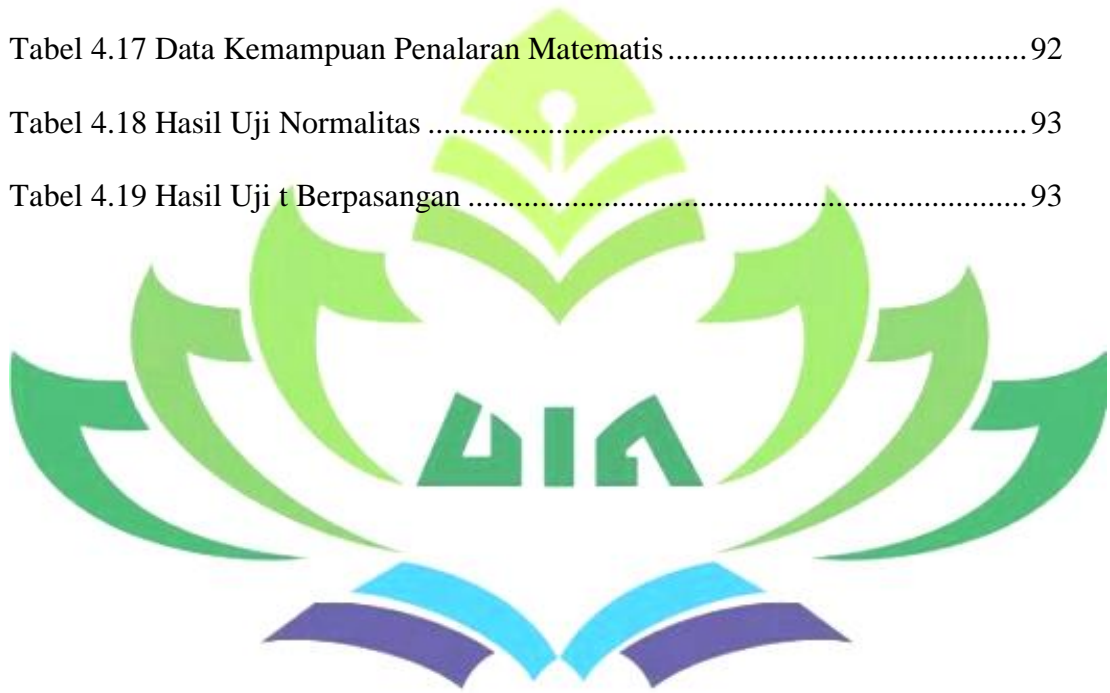 Tabel 4.17 Data Kemampuan Penalaran Matematis ............................................. 92
Tabel 4.18 Hasil Uji Normalitas .......................................................................... 93
Tabel 4.19 Hasil Uji t Berpasangan ..................................................................... 93